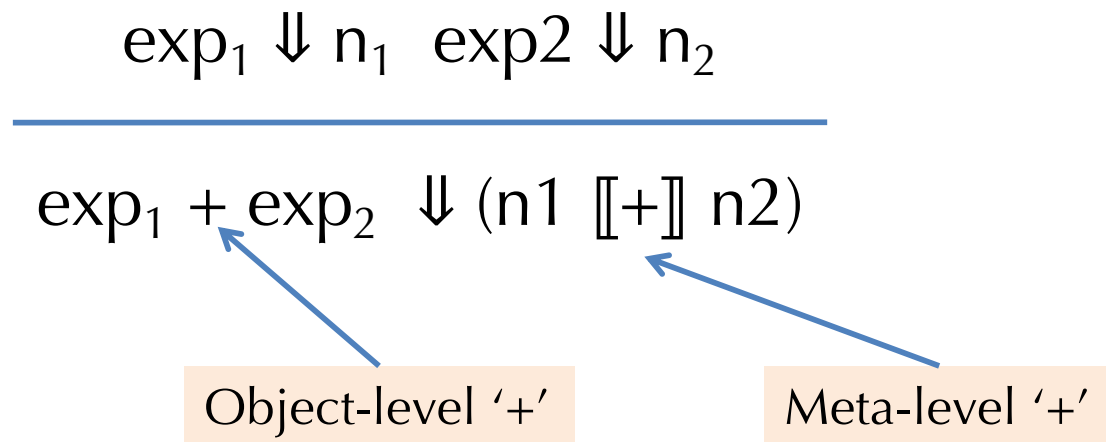 exp₁ ⇓ n₁ exp2 ⇓ n₂
exp₁ + exp₂ ⇓ (n1 ⟦+⟧ n2)
Object-level ‘+’
Meta-level ‘+’